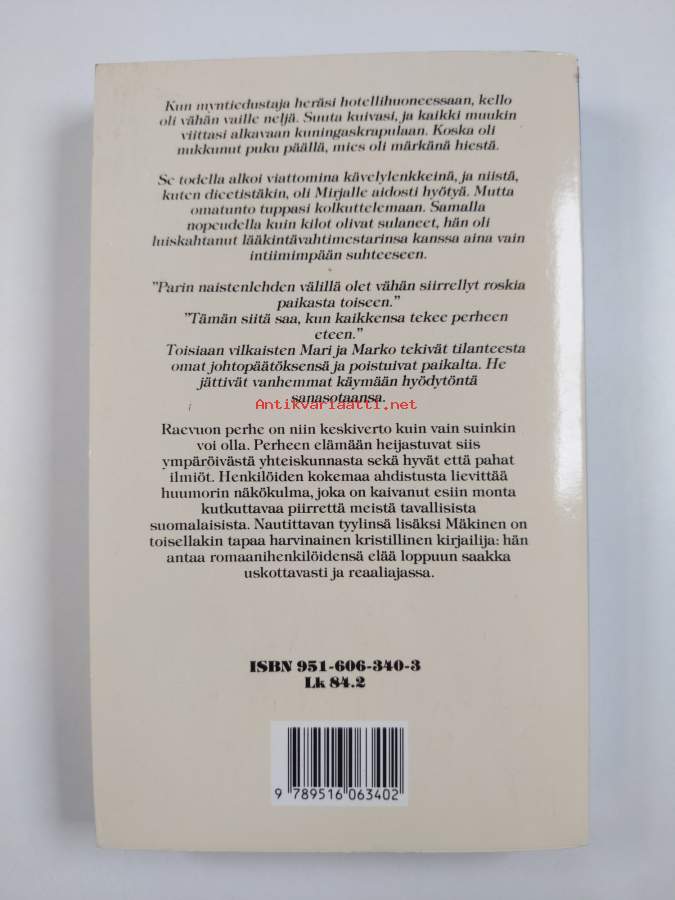 Kun myntiedustaja heräsi hotellihuoneessaan, kello
oli vähän vaille neljä. Suuta kuivasi, ja kaikki muukin
viittasi alkavaan kuningaskrapulaan. Koska oli
nukkunut puku päällä, mies oli märkänä hiestä.
Se todella alkoi viattomina kävelylenkkeinä, ja niistä,
kuten dieetistäkin, oli Mirjalle aidosti hyötyä. Mutta
omatunto tuppasi kolkuttelemaan. Samalla
nopeudella kuin kilot olivat sulaneet, hän oli
luiskahtanut lääkintävahtimestarinsa kanssa aina vain
intiimimpään suhteeseen.
"Parin naistenlehden välillä olet vähän siirrellyt roskia
paikasta toiseen."
"Tämän siitä saa, kun kaikkensa tekee perheen
eteen."
Toisiaan vilkaisten Mari ja Marko tekivät tilanteesta
omat johtopäätöksensä ja poistuivat paikalta. He
jättivät vanhemmat käymään hyödytöntä
sanasotaansa.
Antikvariaatti.net
Raevuon perhe on niin keskiverto kuin vain suinkin
voi olla. Perheen elämään heijastuvat siis
ympäröivästä yhteiskunnasta sekä hyvät että pahat
ilmiöt. Henkilöiden kokemaa ahdistusta lievittää
huumorin näkökulma, joka on kaivanut esiin monta
kutkuttavaa piirrettä meistä tavallisista
suomalaisista. Nautittavan tyylinsä lisäksi Mäkinen on
toisellakin tapaa harvinainen kristillinen kirjailija: hän
antaa romaanihenkilöidensä elää loppuun saakka
uskottavasti ja reaaliajassa.
ISBN 951-606-340-3
Lk 84.2
9 789516 063402